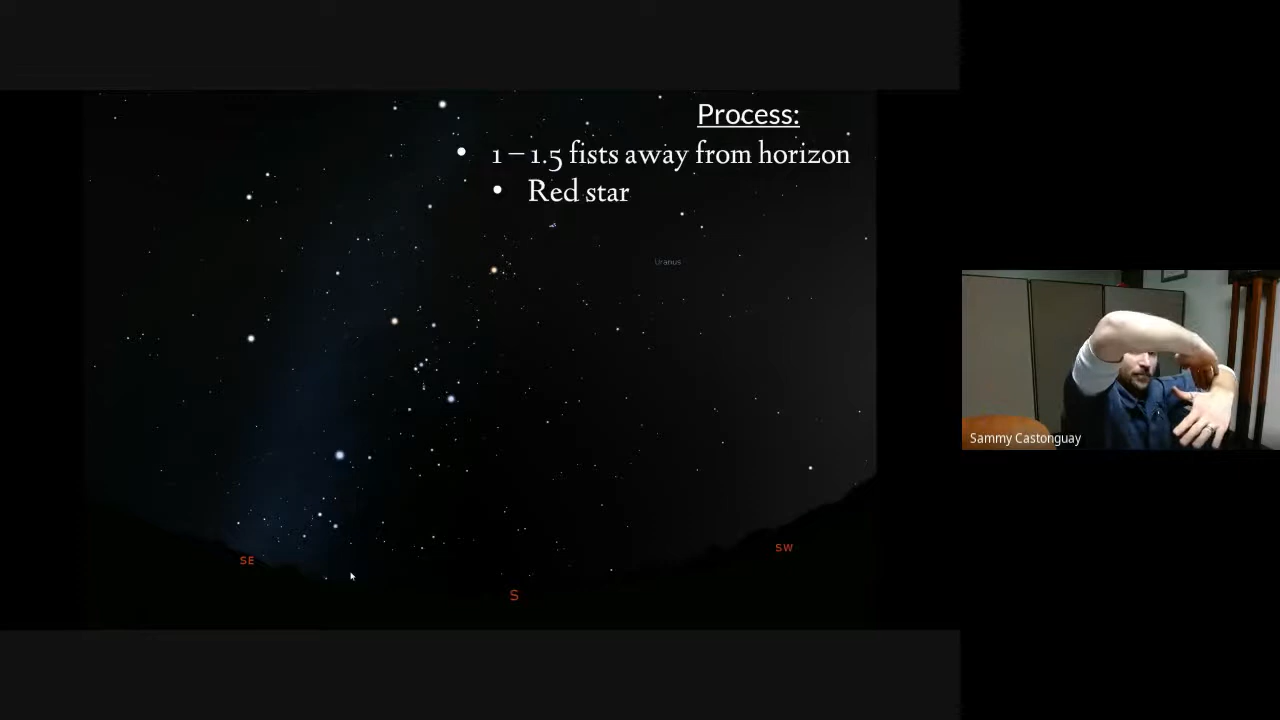 Process:
• 1 – 1.5 fists away from horizon
• Red star
Uranus
Sammy Castonguay
SE
SW
S